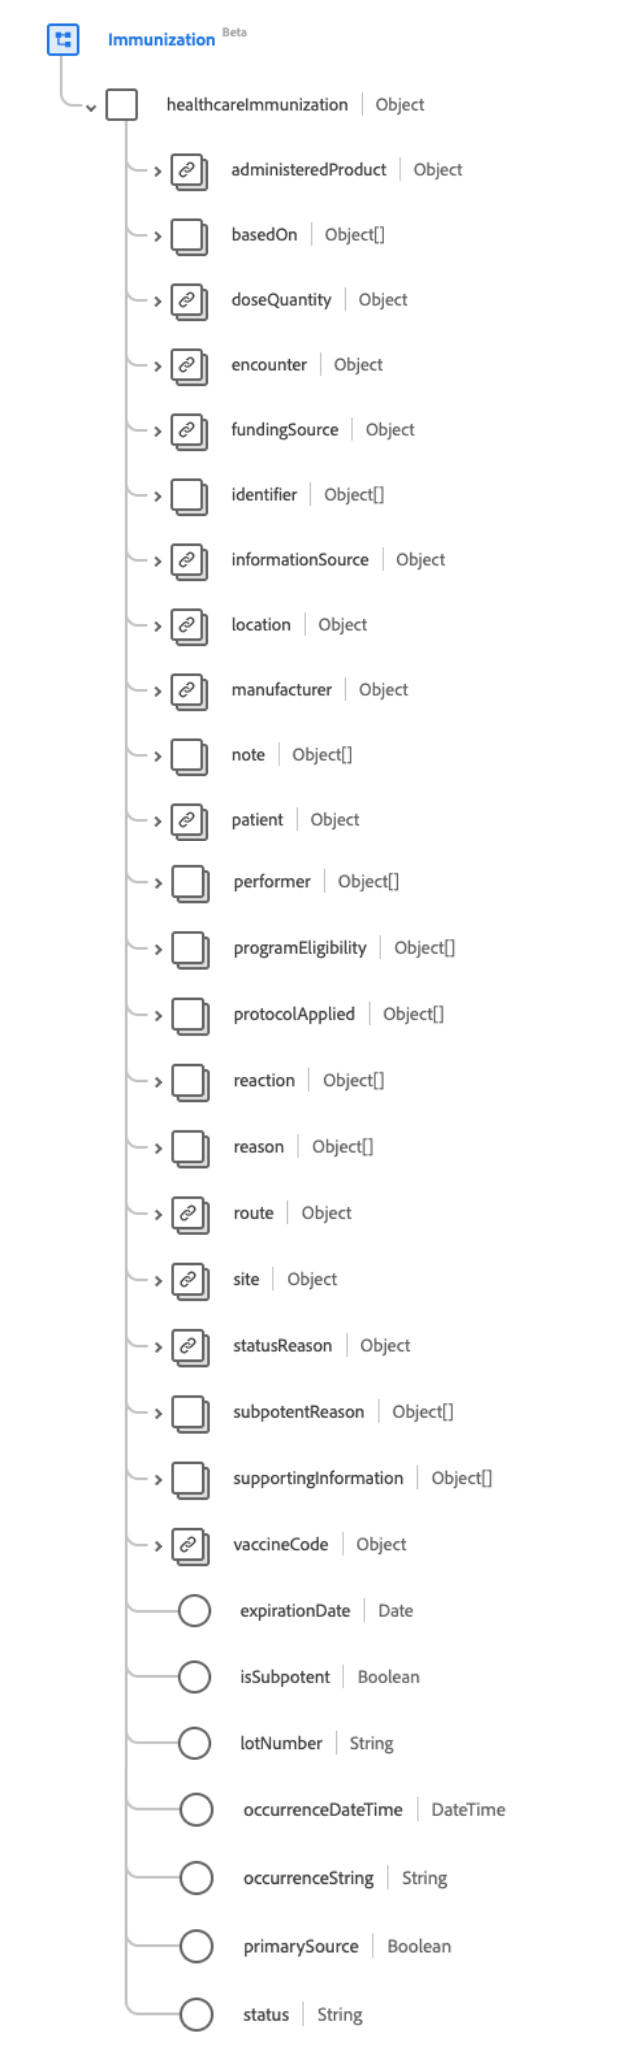 Immunization Beta
healthcareImmunization Object
administeredProduct Object
basedOn Object[]
doseQuantity Object
encounter Object
fundingSource Object
identifier Object[]
informationSource Object
location Object
manufacturer Object
note Object[]
patient Object
performer Object[]
programEligibility Object[]
protocolApplied Object[]
reaction Object[]
reason Object[]
route Object
site Object
statusReason Object
subpotentReason Object[]
supportingInformation Object[]
vaccineCode Object
expirationDate Date
isSubpotent Boolean
lotNumber String
occurrenceDateTime DateTime
occurrenceString String
primarySource Boolean
status String